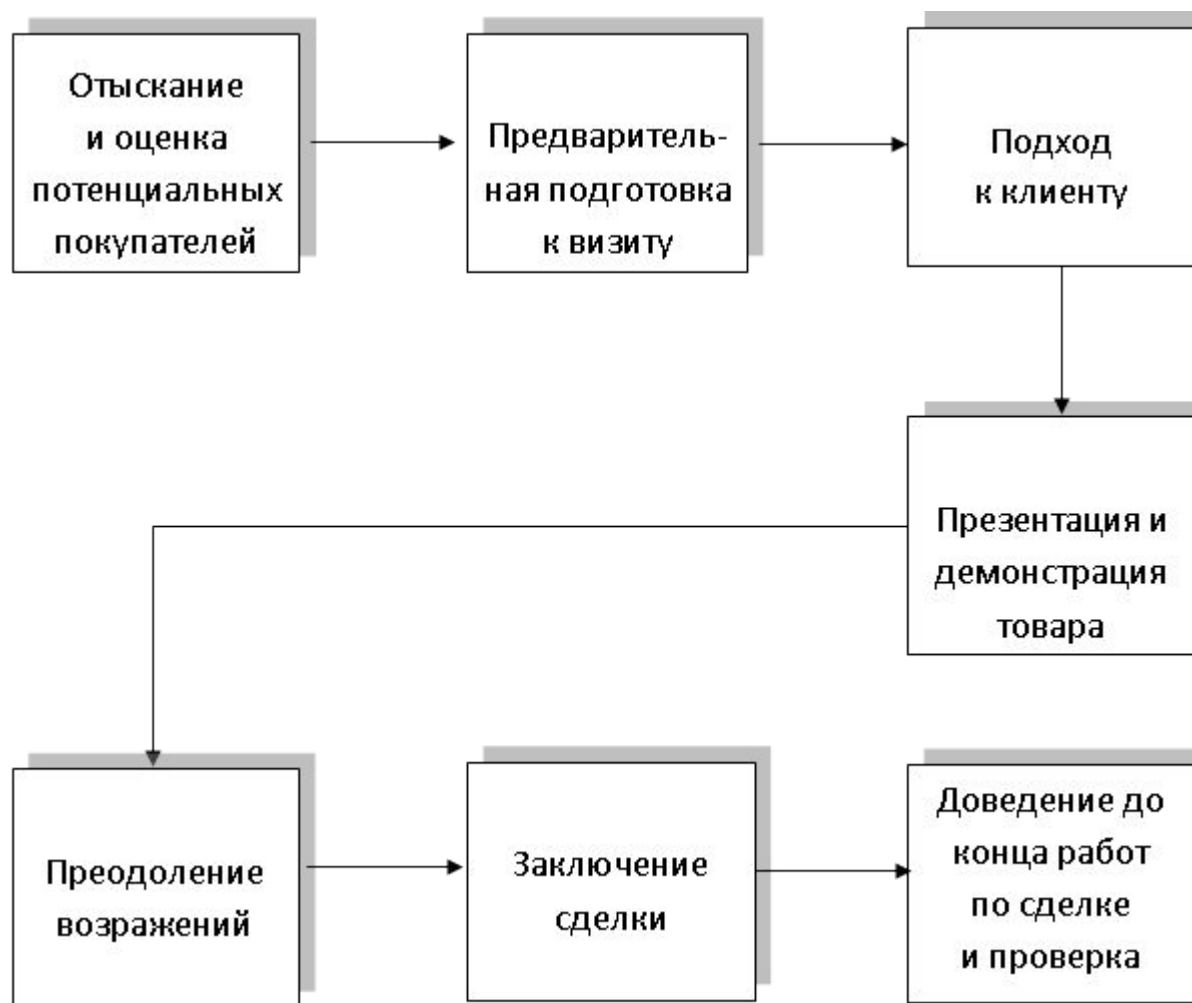 Отыскание
и оценка
потенциальных
покупателей
Предваритель-
ная подготовка
к визиту
Подход
к клиенту
Презентация и
демонстрация
товара
Преодоление
возражений
Заключение
сделки
Доведение до
конца работ
по сделке
и проверка